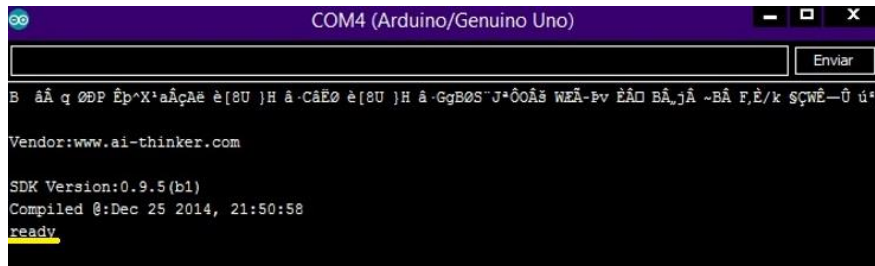 COM4 (Arduino/Genuino Uno)
Enviar
Vendor:www.ai-thinker.com
SDK Version:0.9.5(b1)
Compiled @:Dec 25 2014, 21:50:58
ready